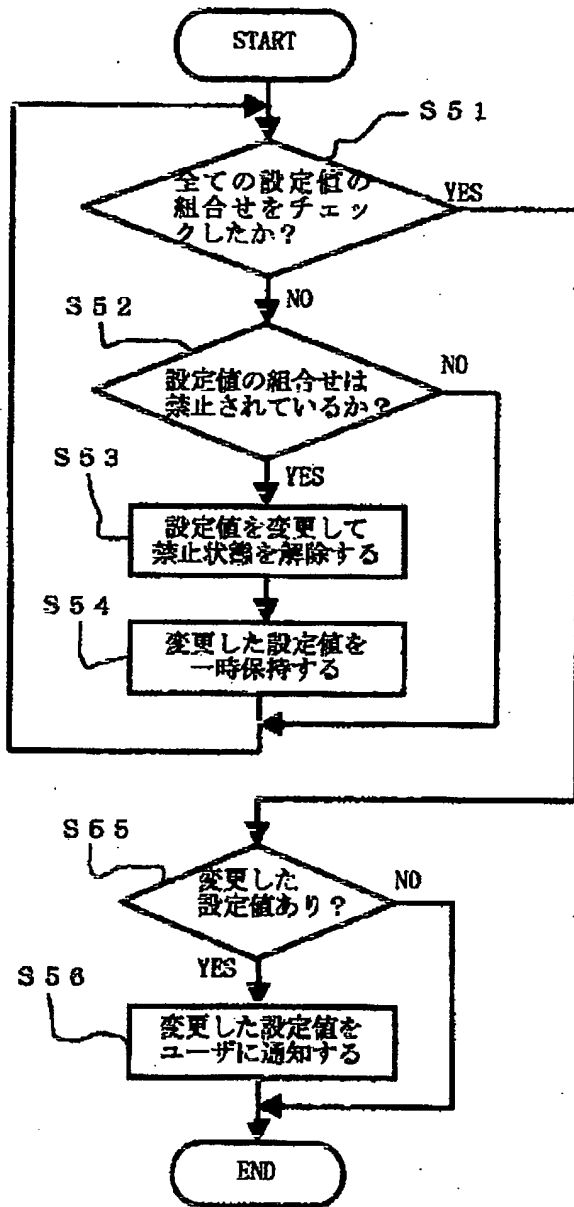 START
S51
全ての設定値の
組合せをチェッ
クしたか?
YES
NO
S52
設定値の組合せは
禁止されているか?
NO
YES
S53
設定値を変更して
禁止状態を解除する
S54
変更した設定値を
一時保持する
S55
変更した
設定値あり?
NO
YES
S56
変更した設定値を
ユーザに通知する
END